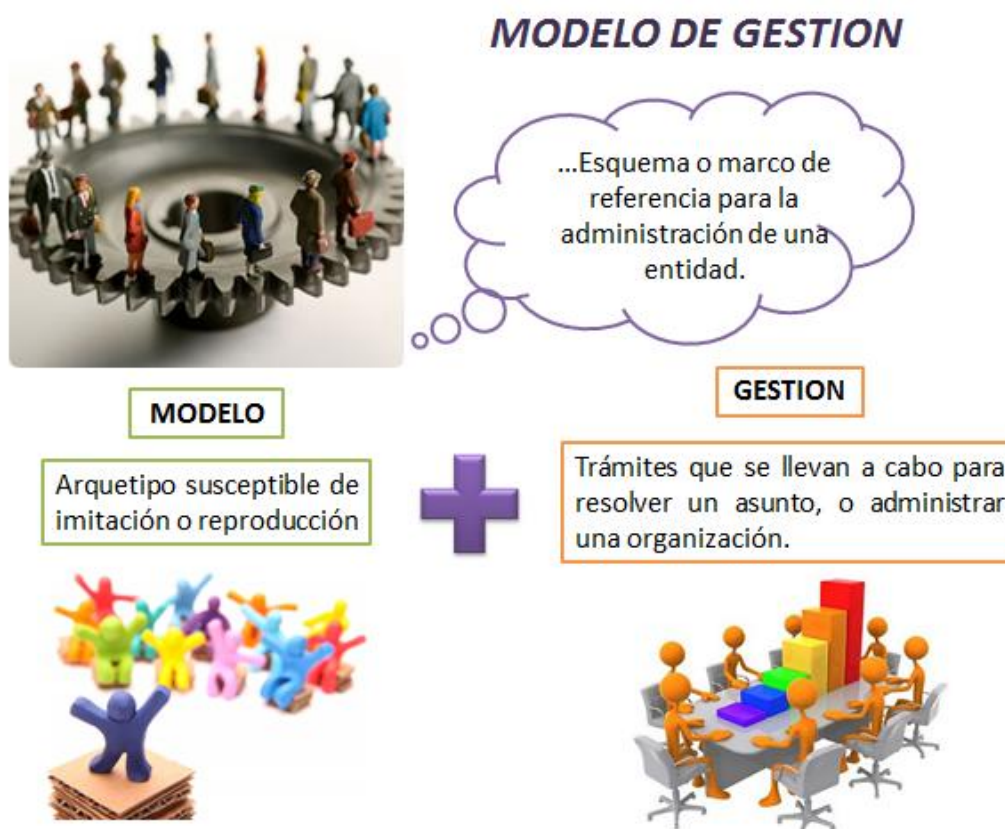 MODELO DE GESTION
...Esquema o marco de
referencia para la
administración de una
entidad.
MODELO
Arquetipo susceptible de
imitación o reproducción
GESTION
Trámites que se llevan a cabo para
resolver un asunto, o administrar
una organización.